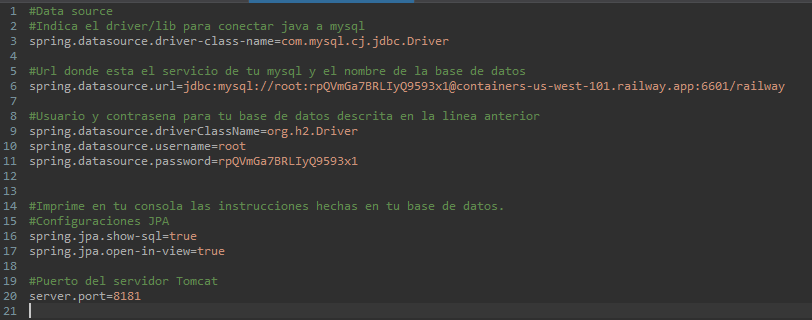 1 #Data source
2 #Indica el driver/lib para conectar java a mysql
3 spring.datasource.driver-class-name=com.mysql.cj.jdbc.Driver
4
5 #Url donde esta el servicio de tu mysql y el nombre de la base de datos
6 spring.datasource.url=jdbc:mysql://root:rpQVmGa7BRLIyQ9593x1@containers-us-west-101.railway.app:6601/railway
7
8 #Usuario y contrasena para tu base de datos descrita en la linea anterior
9 spring.datasource.driverClassName=org.h2.Driver
10 spring.datasource.username=root
11 spring.datasource.password=rpQVmGa7BRLIyQ9593x1
12
13
14 #Imprime en tu consola las instrucciones hechas en tu base de datos.
15 #Configuraciones JPA
16 spring.jpa.show-sql=true
17 spring.jpa.open-in-view=true
18
19 #Puerto del servidor Tomcat
20 server.port=8181
21